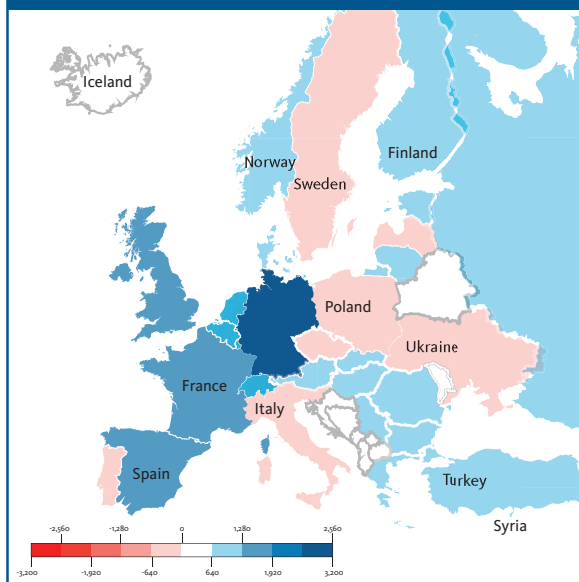 Iceland
Norway
Finland
Sweden
Poland
Ukraine
France
Italy
Spain
Turkey
Syria
-2,560 -1,280 0 1,280 2,560
-3,200 -1,920 -640 640 1,920 3,200